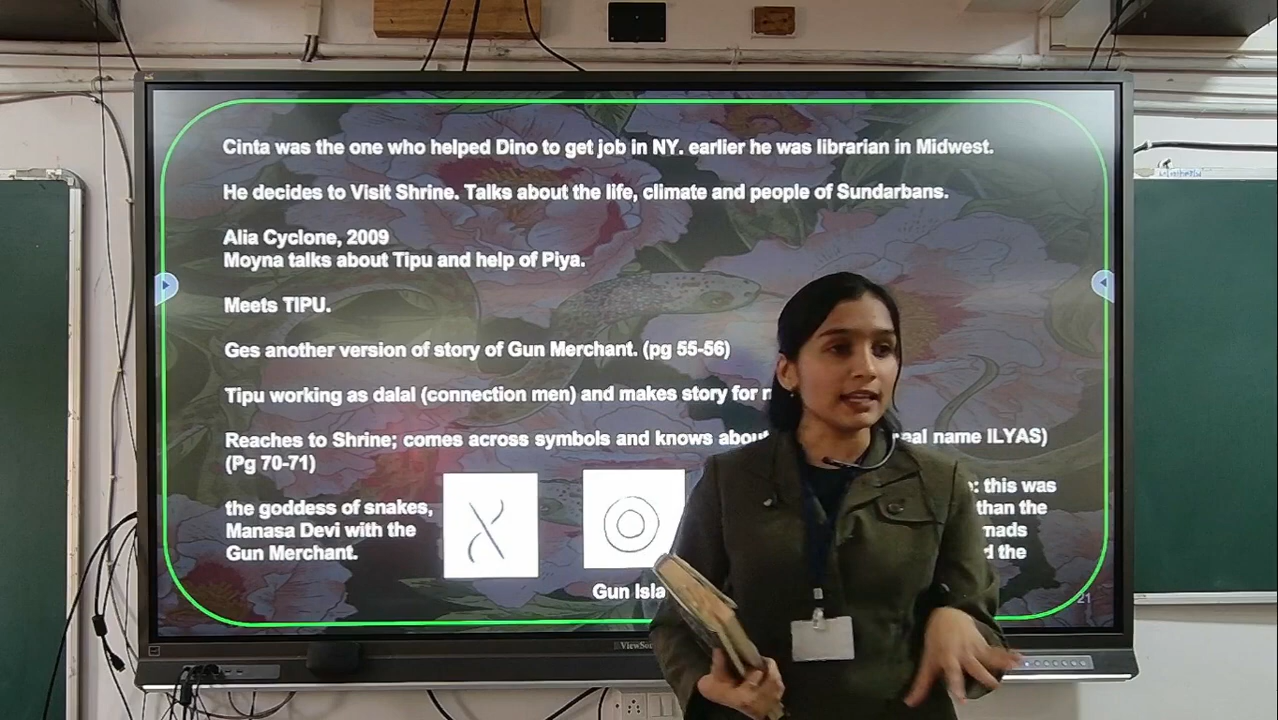 Cinta was the one who helped Dino to get job in NY. earlier he was librarian in Midwest.
He decides to Visit Shrine. Talks about the life, climate and people of Sundarbans.
Alia Cyclone, 2009
Moyna talks about Tipu and help of Piya.
Meets TIPU.
Ges another version of story of Gun Merchant. (pg 55-56)
Tipu working as dalal (connection men) and makes story for
Reaches to Shrine; comes across symbols and knows about name ILYAS)
(Pg 70-71)
the goddess of snakes,
Manasa Devi with the
Gun Merchant.
Gun
: this was
than the
the
21
ViewSonic